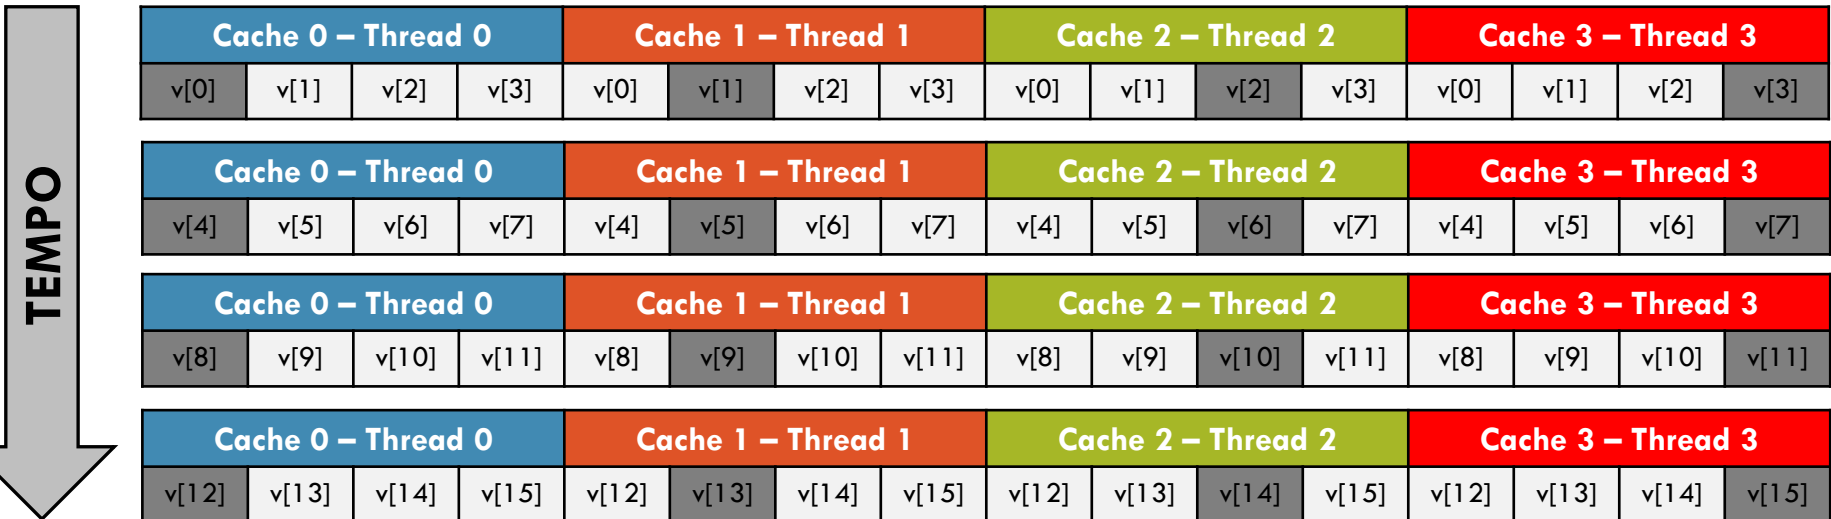 TEMPO
Cache 0 – Thread 0 Cache 1 – Thread 1 Cache 2 – Thread 2 Cache 3 – Thread 3
v[0] v[1] v[2] v[3] v[0] v[1] v[2] v[3] v[0] v[1] v[2] v[3] v[0] v[1] v[2] v[3]
Cache 0 – Thread 0 Cache 1 – Thread 1 Cache 2 – Thread 2 Cache 3 – Thread 3
v[4] v[5] v[6] v[7] v[4] v[5] v[6] v[7] v[4] v[5] v[6] v[7] v[4] v[5] v[6] v[7]
Cache 0 – Thread 0 Cache 1 – Thread 1 Cache 2 – Thread 2 Cache 3 – Thread 3
v[8] v[9] v[10] v[11] v[8] v[9] v[10] v[11] v[8] v[9] v[10] v[11] v[8] v[9] v[10] v[11]
Cache 0 – Thread 0 Cache 1 – Thread 1 Cache 2 – Thread 2 Cache 3 – Thread 3
v[12] v[13] v[14] v[15] v[12] v[13] v[14] v[15] v[12] v[13] v[14] v[15] v[12] v[13] v[14] v[15]